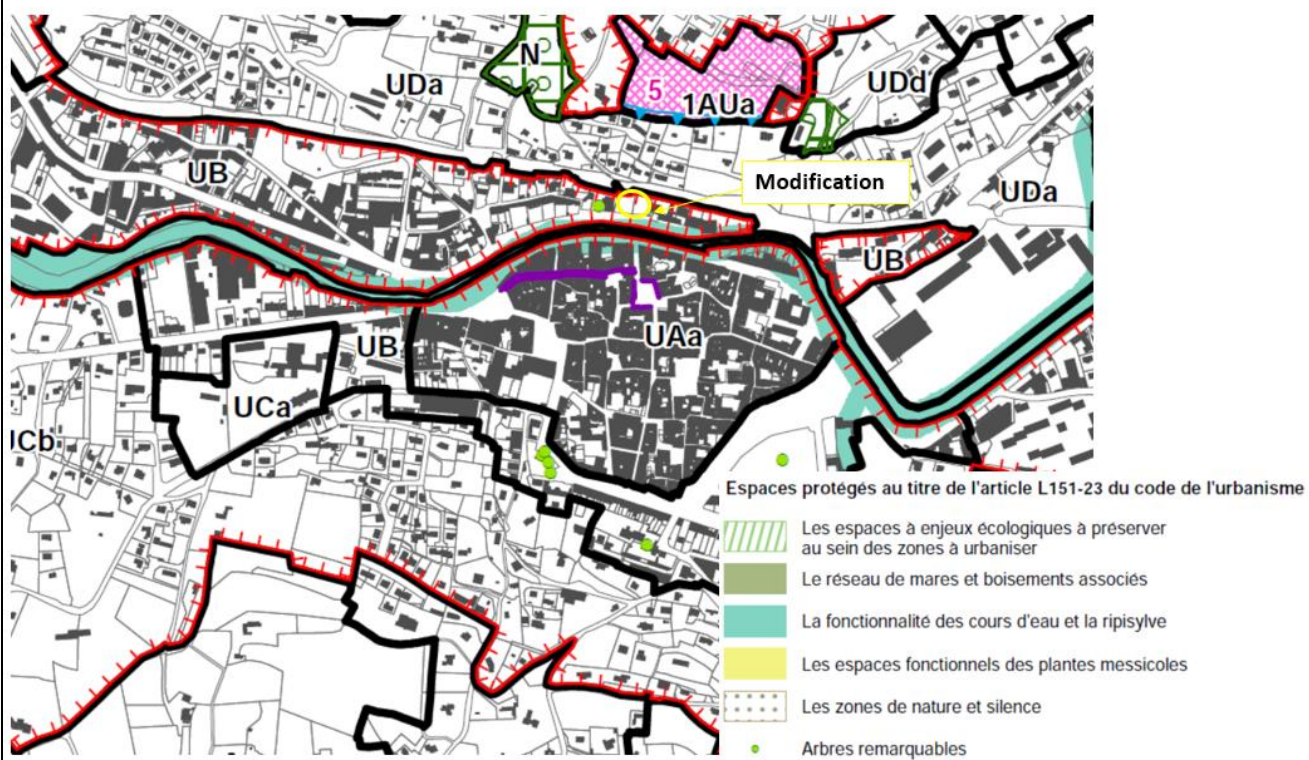 N
UDa
5
1AUa
UDd
UB
Modification
UDa
UB
UB
UAa
UCa
UCb
Espaces protégés au titre de l'article L151-23 du code de l'urbanisme
Les espaces à enjeux écologiques à préserver
au sein des zones à urbaniser
Le réseau de mares et boisements associés
La fonctionnalité des cours d'eau et la ripisylve
Les espaces fonctionnels des plantes messicoles
Les zones de nature et silence
Arbres remarquables